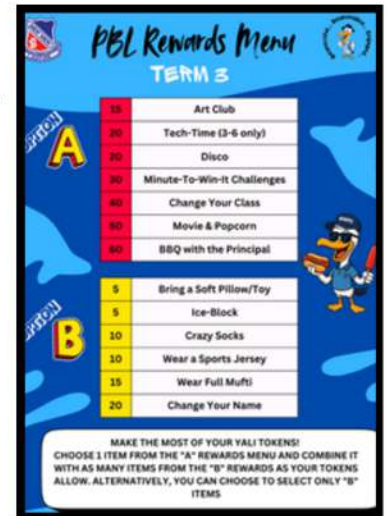 PBL Rewards Menu
TERM 3
OPTION
A
15 Art Club
20 Tech-Time (3-6 only)
20 Disco
30 Minute-To-Win-It Challenges
40 Change Your Class
50 Movie & Popcorn
60 BBQ with the Principal
OPTION
B
5 Bring a Soft Pillow/Toy
5 Ice-Block
10 Crazy Socks
10 Wear a Sports Jersey
15 Wear Full Mufti
20 Change Your Name
MAKE THE MOST OF YOUR YALI TOKENS!
CHOOSE 1 ITEM FROM THE "A" REWARDS MENU AND COMBINE IT
WITH AS MANY ITEMS FROM THE "B" REWARDS AS YOUR TOKENS
ALLOW. ALTERNATIVELY, YOU CAN CHOOSE TO SELECT ONLY "B"
ITEMS